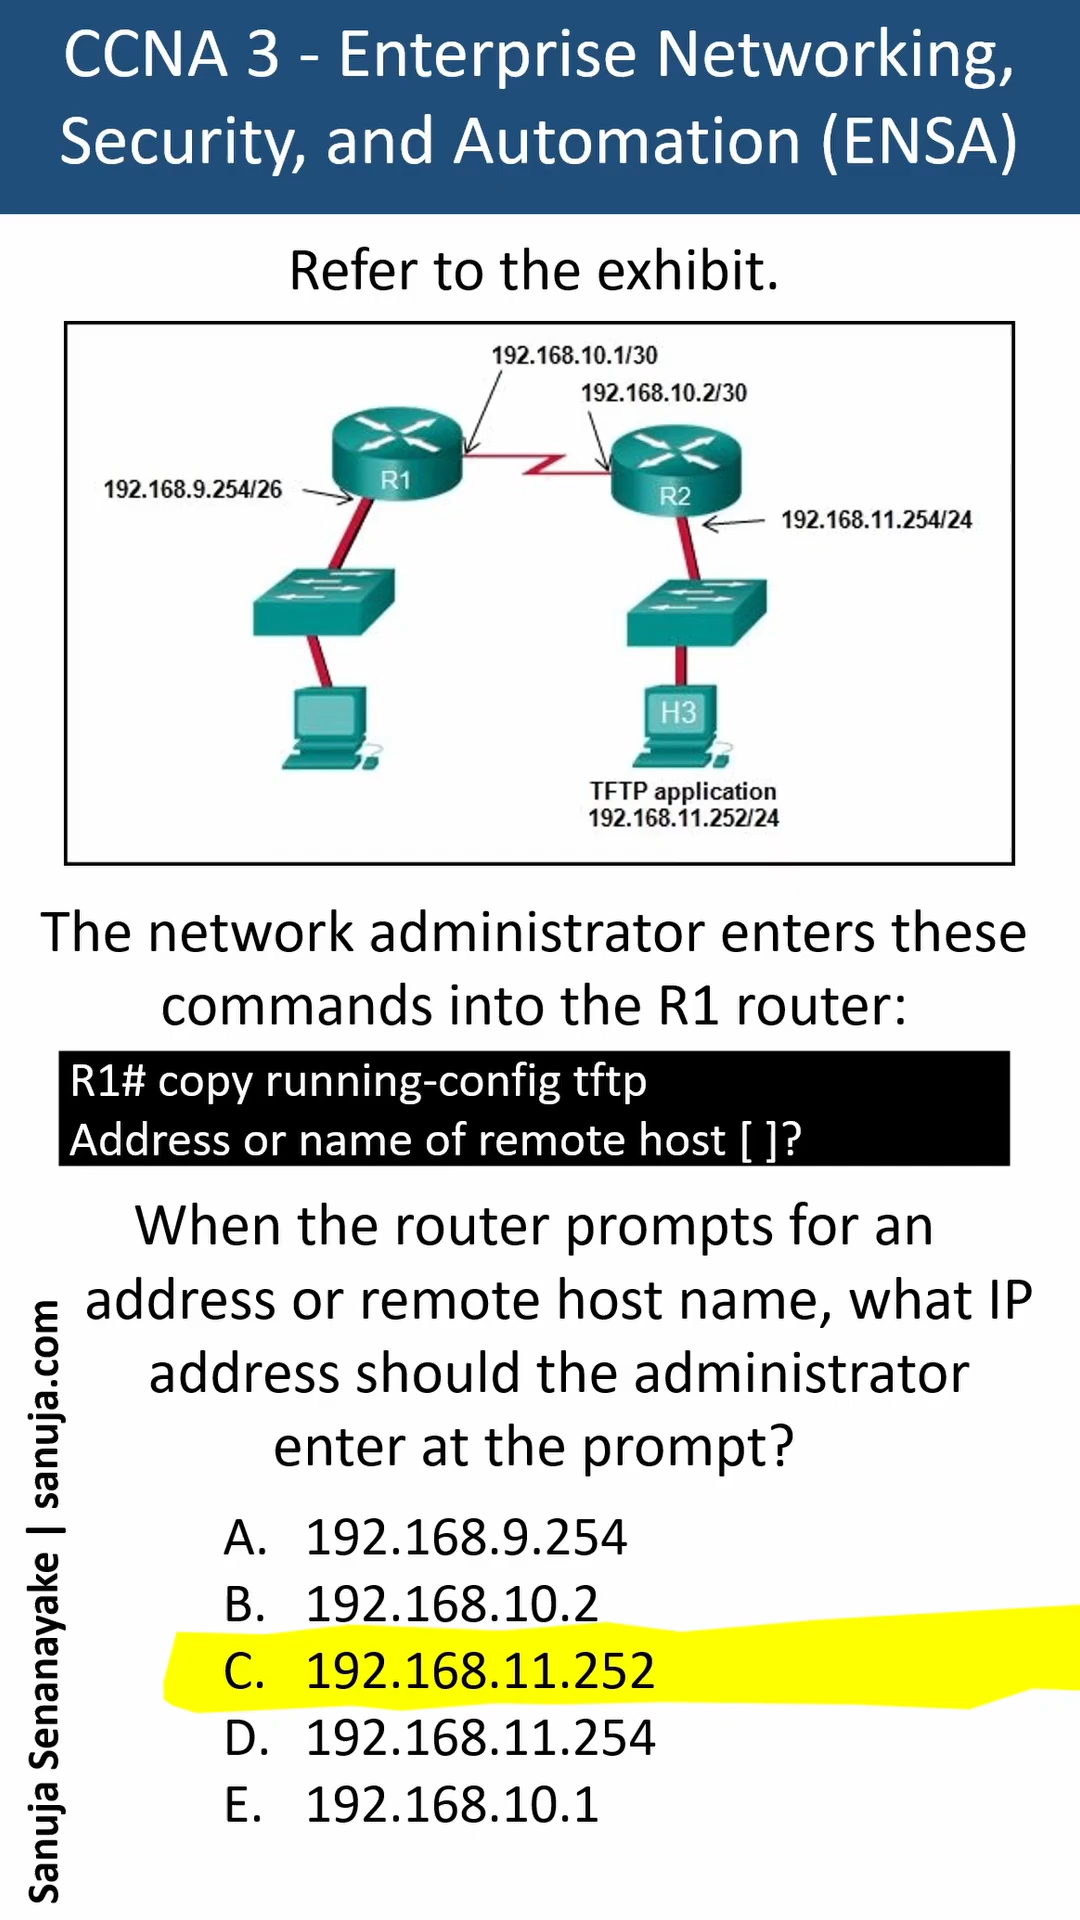 CCNA 3 - Enterprise Networking,
Security, and Automation (ENSA)
Refer to the exhibit.
192.168.10.1/30
192.168.10.2/30
R1
192.168.9.254/26
R2
192.168.11.254/24
H3
TFTP application
192.168.11.252/24
The network administrator enters these
commands into the R1 router:
R1# copy running-config tftp
Address or name of remote host [ ]?
When the router prompts for an
address or remote host name, what IP
address should the administrator
enter at the prompt?
A. 192.168.9.254
B. 192.168.10.2
C. 192.168.11.252
D. 192.168.11.254
E. 192.168.10.1
Sanuja Senanayake | sanuja.com